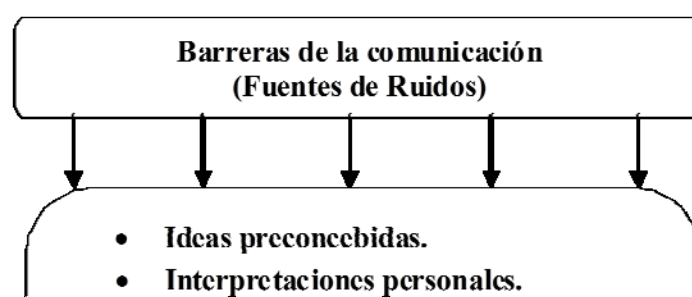 Barreras de la comunicación
(Fuentes de Ruidos)
• Ideas preconcebidas.
• Interpretaciones personales.